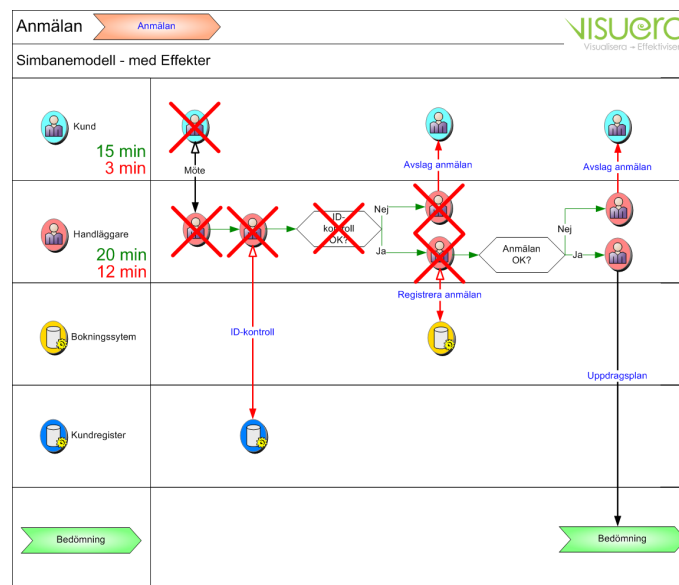 Anmälan
Anmälan
VISUERA
Visualisera → Effektiviser
Simbanemodell - med Effekter
Kund
15 min
3 min
Möte
Avslag anmälan
Avslag anmälan
Handläggare
20 min
12 min
ID-
kontroll
OK?
Nej
Ja
Anmälan
OK?
Nej
Ja
Registrera anmälan
Bokningssytem
ID-kontroll
Uppdragsplan
Kundregister
Bedömning
Bedömning